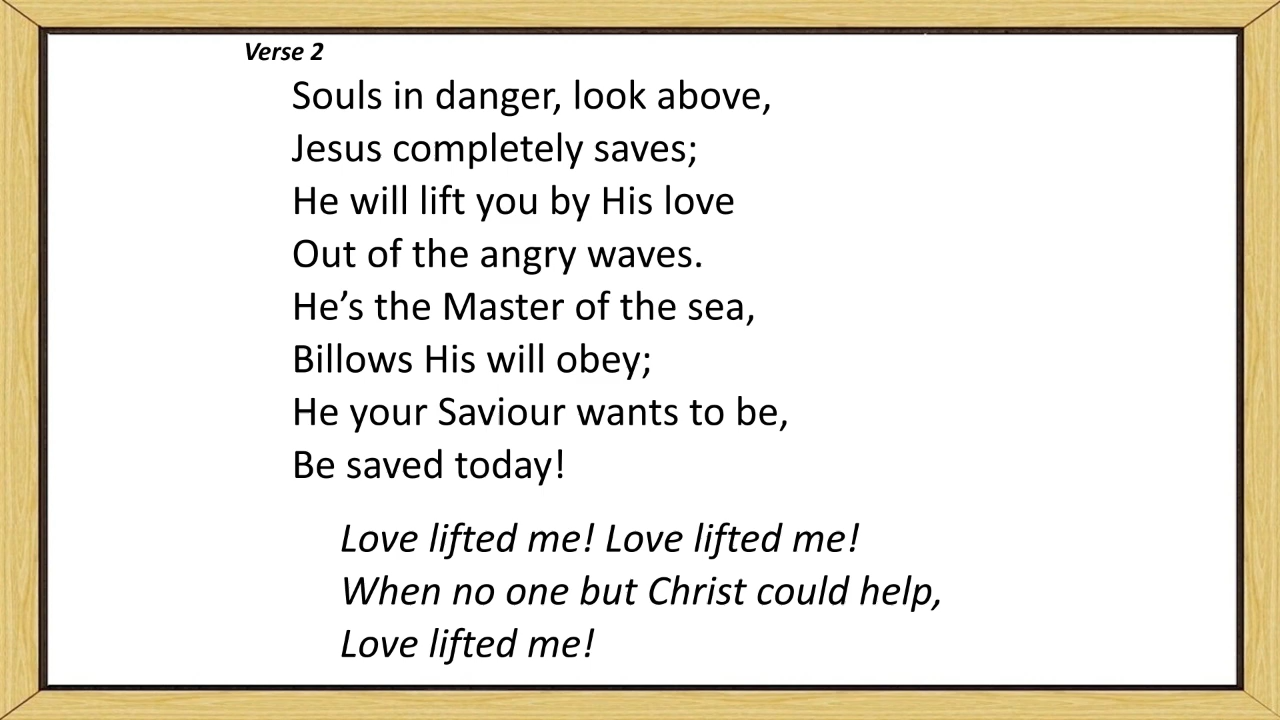 Verse 2
Souls in danger, look above,
Jesus completely saves;
He will lift you by His love
Out of the angry waves.
He’s the Master of the sea,
Billows His will obey;
He your Saviour wants to be,
Be saved today!
Love lifted me! Love lifted me!
When no one but Christ could help,
Love lifted me!